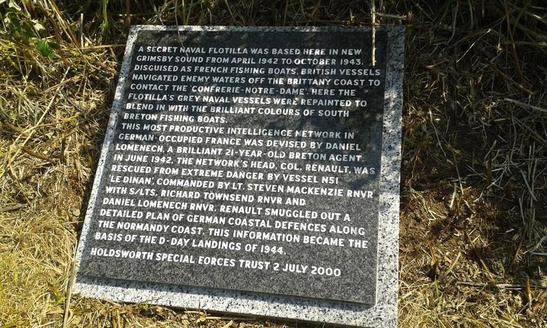 A SECRET NAVAL FLOTILLA WAS BASED HERE IN NEW
GRIMSBY SOUND FROM APRIL 1942 TO OCTOBER 1943.
DISGUISED AS FRENCH FISHING BOATS, BRITISH VESSELS
NAVIGATED ENEMY WATERS OFF THE BRITTANY COAST TO
CONTACT THE 'CONFRERIE-NOTRE-DAME'. HERE THE
FLOTILLA'S GREY NAVAL VESSELS WERE REPAINTED TO
BLEND IN WITH THE BRILLIANT COLOURS OF SOUTH
BRETON FISHING BOATS.
THIS MOST PRODUCTIVE INTELLIGENCE NETWORK IN
GERMAN-OCCUPIED FRANCE WAS DEVISED BY DANIEL
LOMENECH, A BRILLIANT 21-YEAR-OLD BRETON AGENT.
IN JUNE 1942, THE NETWORK'S HEAD, COL. RENAULT, WAS
RESCUED FROM EXTREME DANGER BY VESSEL N51
'LE DINAN', COMMANDED BY LT. STEVEN MACKENZIE RNVR
WITH S/LTS. RICHARD TOWNSEND RNVR AND
DANIEL LOMENECH RNVR. RENAULT SMUGGLED OUT A
DETAILED PLAN OF GERMAN COASTAL DEFENCES ALONG
THE NORMANDY COAST. THIS INFORMATION BECAME THE
BASIS OF THE D-DAY LANDINGS OF 1944.
HOLDSWORTH SPECIAL FORCES TRUST 2 JULY 2000